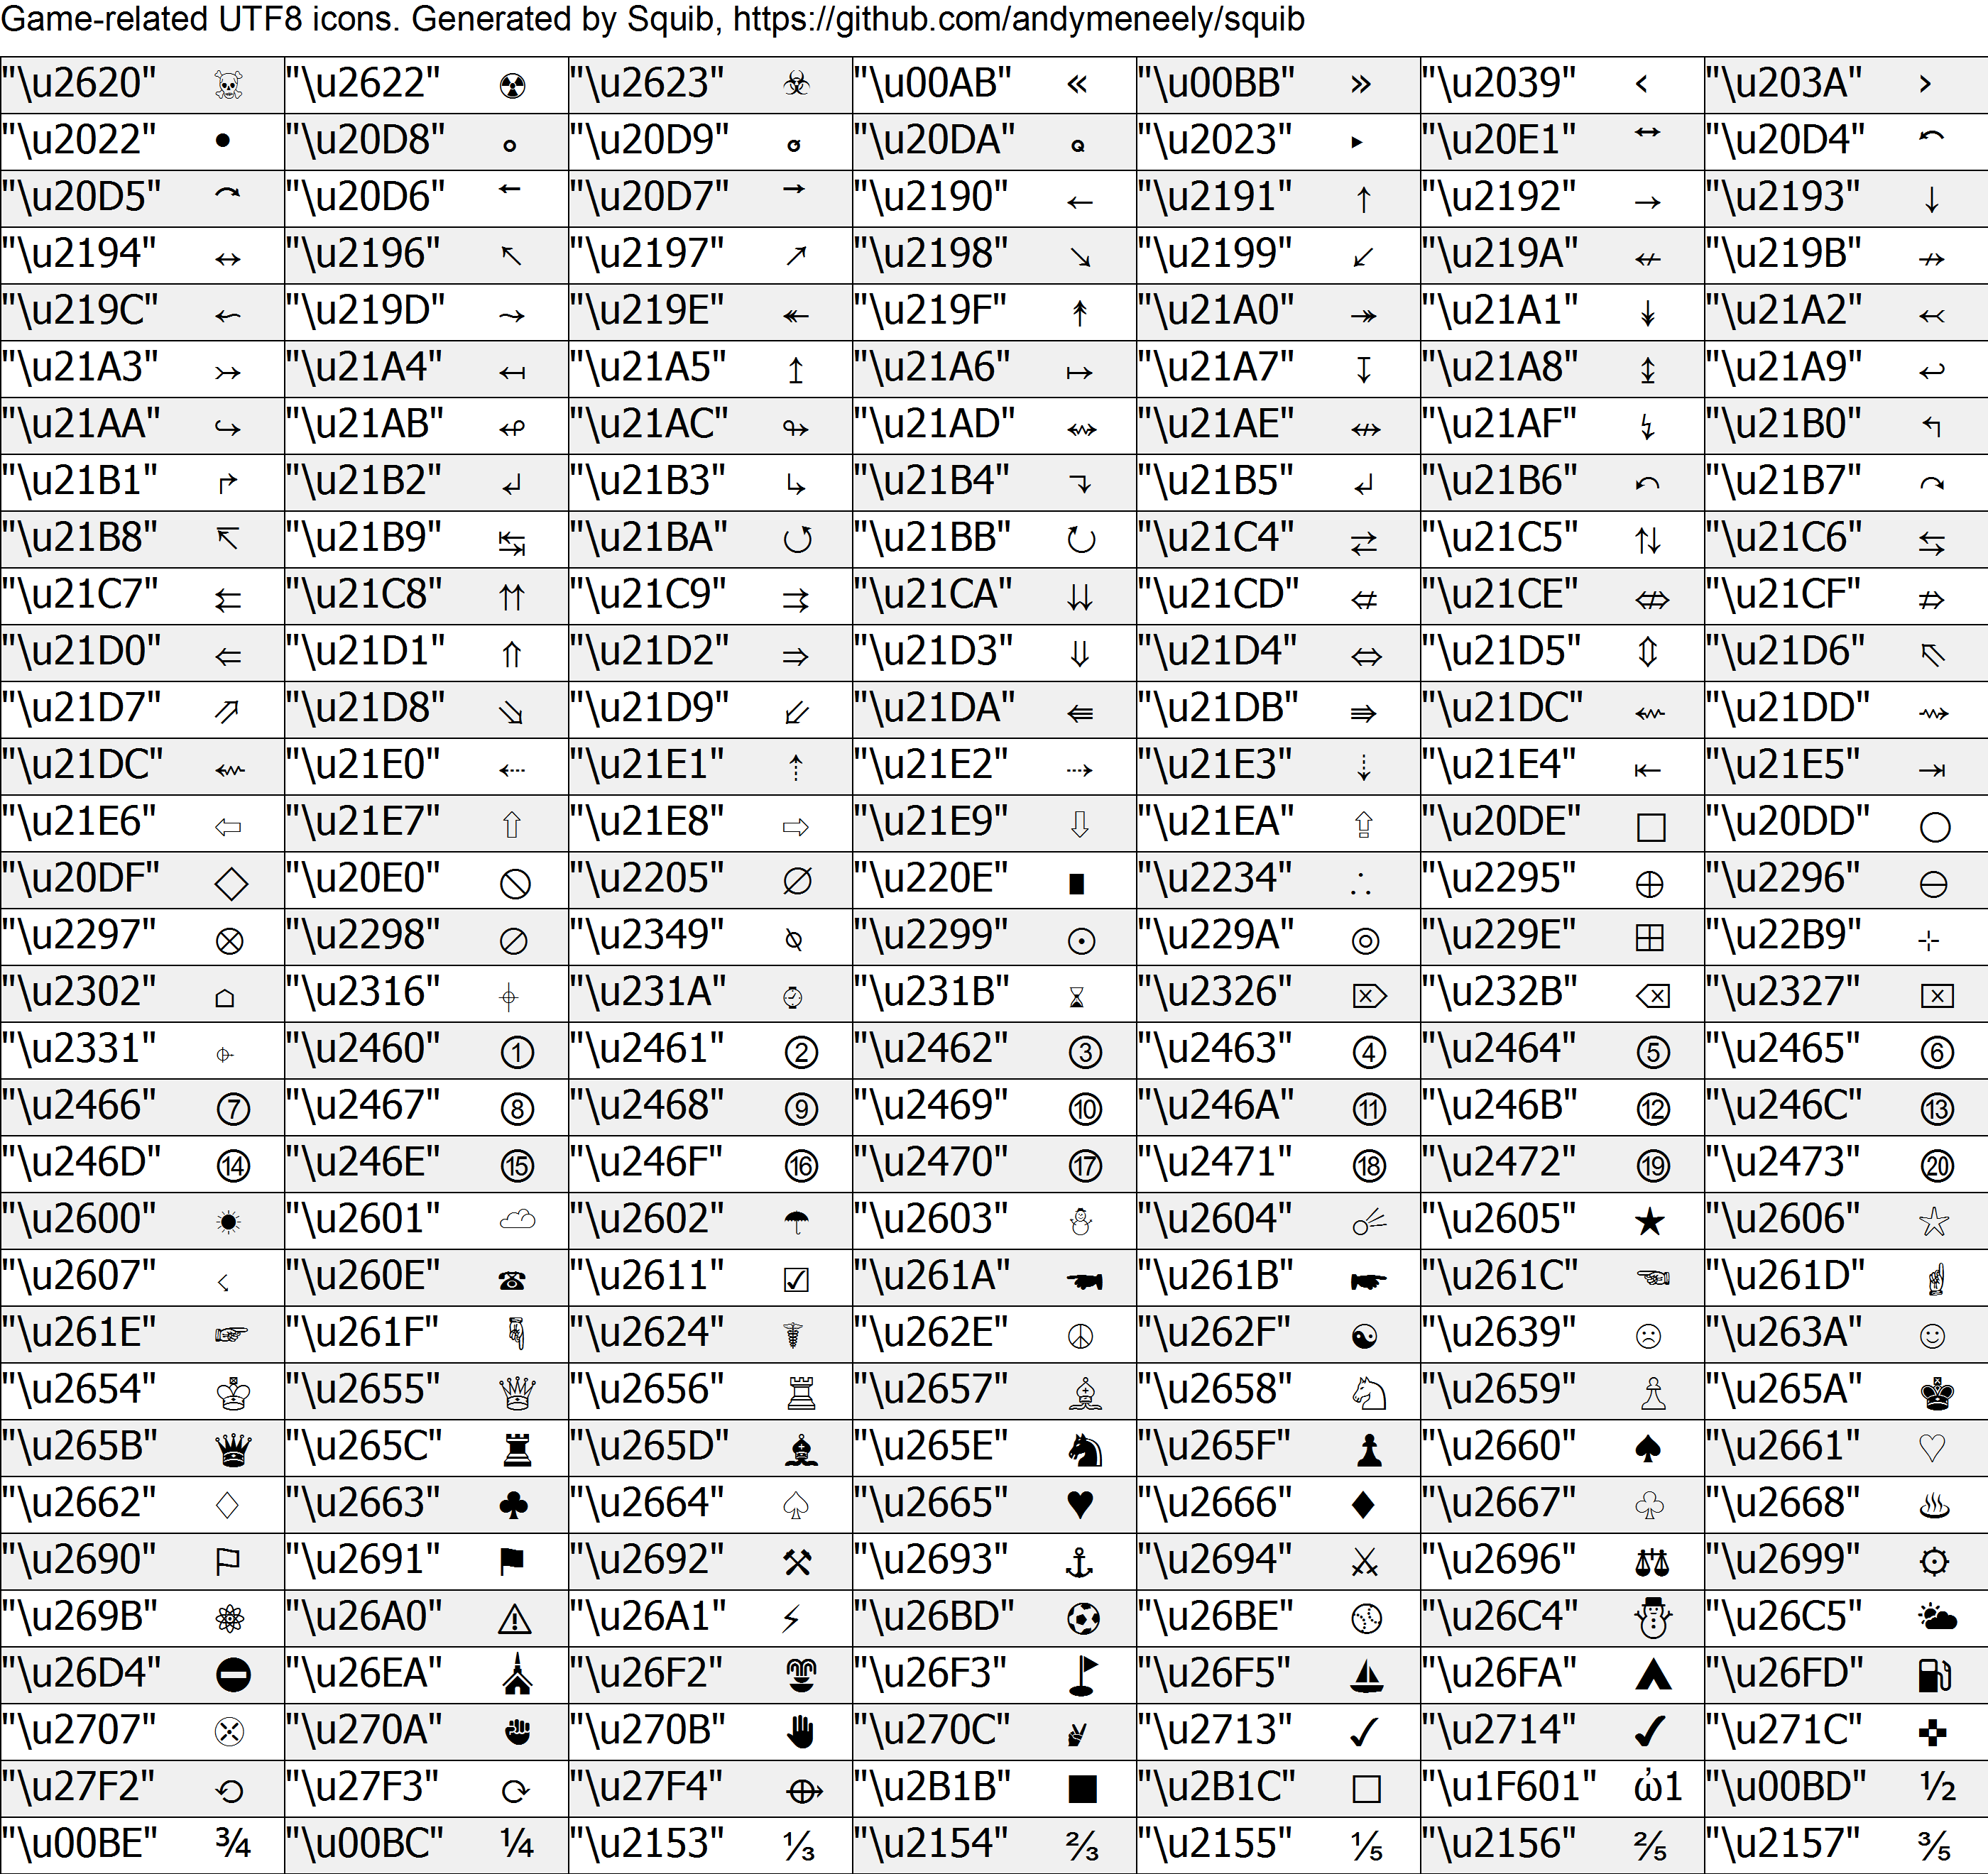 Game-related UTF8 icons. Generated by Squib, https://github.com/andymeneely/squib
"\u2620" ☠ "\u2622" ☢ "\u2623" ☣ "\u00AB" « "\u00BB" » "\u2039" ‹ "\u203A" ›
"\u2022" • "\u20D8" ⃘ "\u20D9" ⃙ "\u20DA" ⃚ "\u2023" ‣ "\u20E1" ⃡ "\u20D4" ⃔
"\u20D5" ⃕ "\u20D6" ⃖ "\u20D7" ⃗ "\u2190" ← "\u2191" ↑ "\u2192" → "\u2193" ↓
"\u2194" ↔ "\u2196" ↖ "\u2197" ↗ "\u2198" ↘ "\u2199" ↙ "\u219A" ↚ "\u219B" ↛
"\u219C" ↜ "\u219D" ↝ "\u219E" ↞ "\u219F" ↟ "\u21A0" ↠ "\u21A1" ↡ "\u21A2" ↢
"\u21A3" ↣ "\u21A4" ↤ "\u21A5" ↥ "\u21A6" ↦ "\u21A7" ↧ "\u21A8" ↨ "\u21A9" ↩
"\u21AA" ↪ "\u21AB" ↫ "\u21AC" ↬ "\u21AD" ↭ "\u21AE" ↮ "\u21AF" ↯ "\u21B0" ↰
"\u21B1" ↱ "\u21B2" ↲ "\u21B3" ↳ "\u21B4" ↴ "\u21B5" ↵ "\u21B6" ↶ "\u21B7" ↷
"\u21B8" ↸ "\u21B9" ↹ "\u21BA" ↺ "\u21BB" ↻ "\u21C4" ⇄ "\u21C5" ⇅ "\u21C6" ⇆
"\u21C7" ⇇ "\u21C8" ⇈ "\u21C9" ⇉ "\u21CA" ⇊ "\u21CD" ⇍ "\u21CE" ⇎ "\u21CF" ⇏
"\u21D0" ⇐ "\u21D1" ⇑ "\u21D2" ⇒ "\u21D3" ⇓ "\u21D4" ⇔ "\u21D5" ⇕ "\u21D6" ⇖
"\u21D7" ⇗ "\u21D8" ⇘ "\u21D9" ⇙ "\u21DA" ⇚ "\u21DB" ⇛ "\u21DC" ⇜ "\u21DD" ⇝
"\u21DC" ⇜ "\u21E0" ⇠ "\u21E1" ⇡ "\u21E2" ⇢ "\u21E3" ⇣ "\u21E4" ⇤ "\u21E5" ⇥
"\u21E6" ⇦ "\u21E7" ⇧ "\u21E8" ⇨ "\u21E9" ⇩ "\u21EA" ⇪ "\u20DE" ⃞ "\u20DD" ⃝
"\u20DF" ⃟ "\u20E0" ⃠ "\u2205" ∅ "\u220E" ∎ "\u2234" ∴ "\u2295" ⊕ "\u2296" ⊖
"\u2297" ⊗ "\u2298" ⊘ "\u2349" ⍉ "\u2299" ⊙ "\u229A" ⊚ "\u229E" ⊞ "\u22B9" ⊹
"\u2302" ⌂ "\u2316" ⌖ "\u231A" ⌚ "\u231B" ⌛ "\u2326" ⌦ "\u232B" ⌫ "\u2327" ⌧
"\u2331" ⌱ "\u2460" ① "\u2461" ② "\u2462" ③ "\u2463" ④ "\u2464" ⑤ "\u2465" ⑥
"\u2466" ⑦ "\u2467" ⑧ "\u2468" ⑨ "\u2469" ⑩ "\u246A" ⑪ "\u246B" ⑫ "\u246C" ⑬
"\u246D" ⑭ "\u246E" ⑮ "\u246F" ⑯ "\u2470" ⑰ "\u2471" ⑱ "\u2472" ⑲ "\u2473" ⑳
"\u2600" ☀ "\u2601" ☁ "\u2602" ☂ "\u2603" ☃ "\u2604" ☄ "\u2605" ★ "\u2606" ☆
"\u2607" ☇ "\u260E" ☎ "\u2611" ☑ "\u261A" ☚ "\u261B" ☛ "\u261C" ☜ "\u261D" ☝
"\u261E" ☞ "\u261F" ☟ "\u2624" ☤ "\u262E" ☮ "\u262F" ☯ "\u2639" ☹ "\u263A" ☺
"\u2654" ♔ "\u2655" ♕ "\u2656" ♖ "\u2657" ♗ "\u2658" ♘ "\u2659" ♙ "\u265A" ♚
"\u265B" ♛ "\u265C" ♜ "\u265D" ♝ "\u265E" ♞ "\u265F" ♟ "\u2660" ♠ "\u2661" ♡
"\u2662" ♢ "\u2663" ♣ "\u2664" ♤ "\u2665" ♥ "\u2666" ♦ "\u2667" ♧ "\u2668" ♨
"\u2690" ⚐ "\u2691" ⚑ "\u2692" ⚒ "\u2693" ⚓ "\u2694" ⚔ "\u2696" ⚖ "\u2699" ⚙
"\u269B" ⚛ "\u26A0" ⚠ "\u26A1" ⚡ "\u26BD" ⚽ "\u26BE" ⚾ "\u26C4" ⛄ "\u26C5" ⛅
"\u26D4" ⛔ "\u26EA" ⛪ "\u26F2" ⛲ "\u26F3" ⛳ "\u26F5" ⛵ "\u26FA" ⛺ "\u26FD" ⛽
"\u2707" ✇ "\u270A" ✊ "\u270B" ✋ "\u270C" ✌ "\u2713" ✓ "\u2714" ✔ "\u271C" ✜
"\u27F2" ⟲ "\u27F3" ⟳ "\u27F4" ⟴ "\u2B1B" ⬛ "\u2B1C" ⬜ "\u1F601" ὠ1 "\u00BD" ½
"\u00BE" ¾ "\u00BC" ¼ "\u2153" ⅓ "\u2154" ⅔ "\u2155" ⅕ "\u2156" ⅖ "\u2157" ⅗